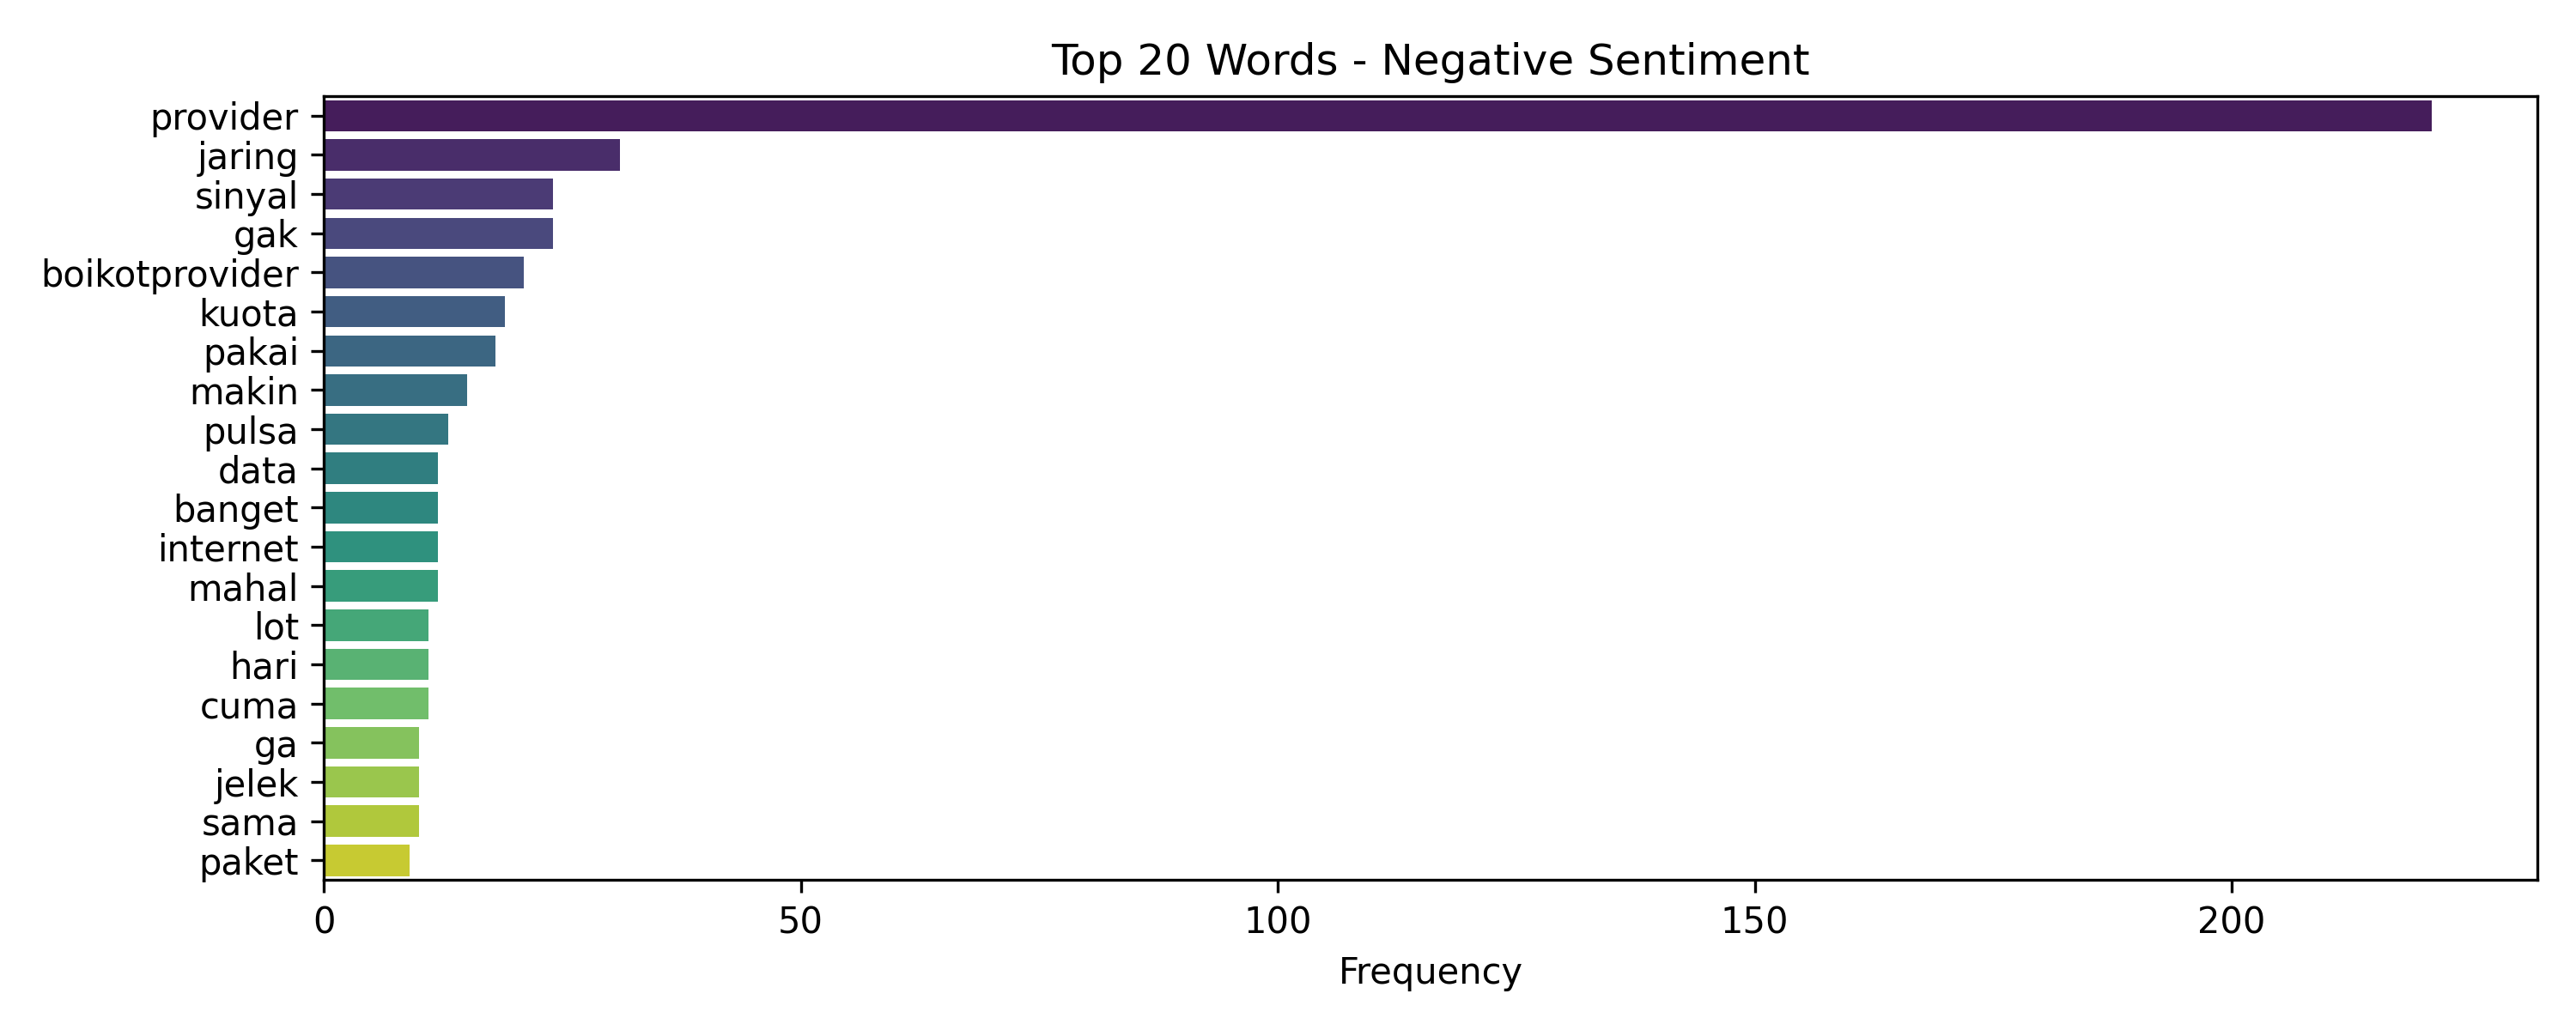 Top 20 Words - Negative Sentiment
provider
jaring
sinyal
gak
boikotprovider
kuota
pakai
makin
pulsa
data
banget
internet
mahal
lot
hari
cuma
ga
jelek
sama
paket
0 50 100 150 200
Frequency